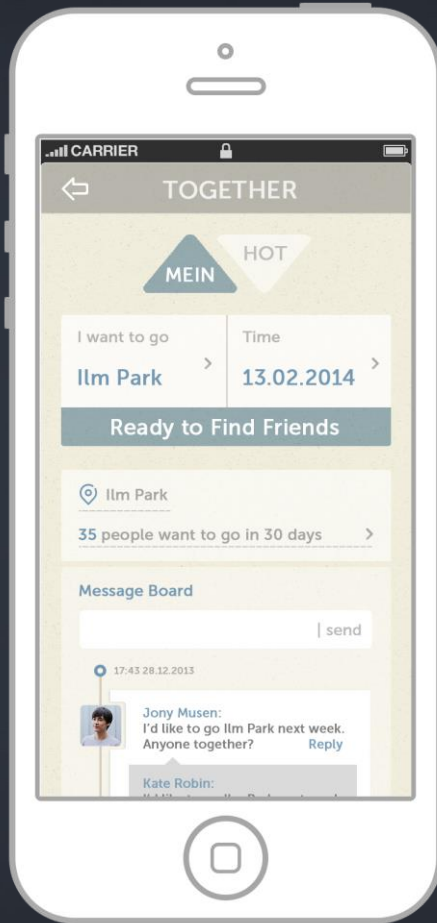 CARRIER
TOGETHER
HOT
MEIN
I want to go
Ilm Park
Time
13.02.2014
Ready to Find Friends
Ilm Park
35 people want to go in 30 days
Message Board
| send
17:43 28.12.2013
Jony Musen:
I'd like to go Ilm Park next week.
Anyone together?
Reply
Kate Robin: